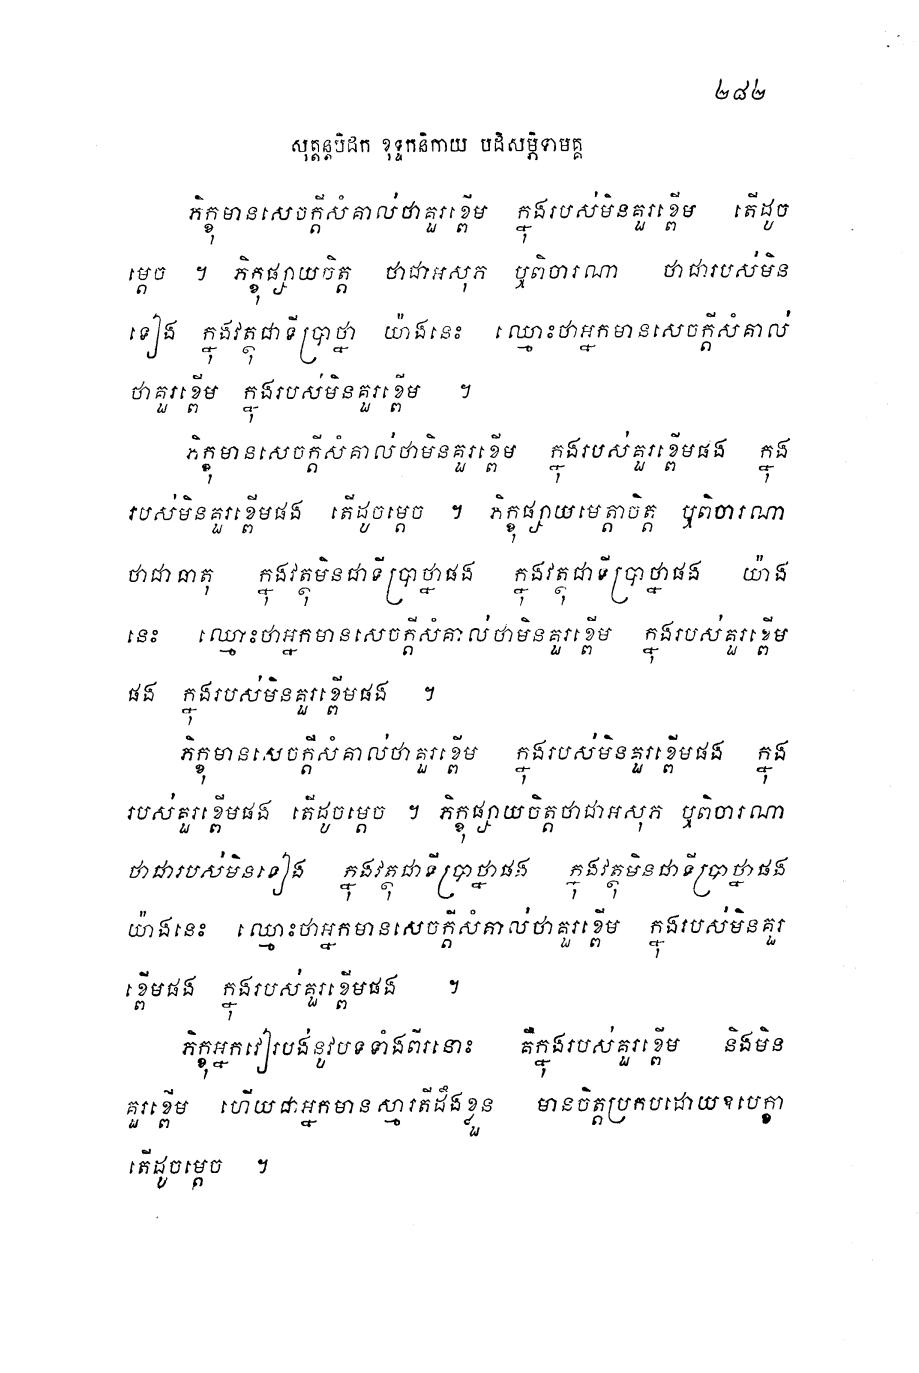 ២៨២
សុត្តន្តបិដក ខុទ្ទកនិកាយ បដិសម្ភិទាមគ្គ
ភិក្ខុមានសេចក្តីសំគាល់ថាគួរខ្ពើម ក្នុងរបស់មិនគួរខ្ពើម តើដូច
ម្តេច ។ ភិក្ខុផ្សាយចិត្ត ថាជាអសុភ ឬពិចារណា ថាជារបស់មិន
ទៀង ក្នុងវត្ថុជាទីប្រាថ្នា យ៉ាងនេះ ឈ្មោះថាអ្នកមានសេចក្តីសំគាល់
ថាគួរខ្ពើម ក្នុងរបស់មិនគួរខ្ពើម ។
ភិក្ខុមានសេចក្តីសំគាល់ថាមិនគួរខ្ពើម ក្នុងរបស់គួរខ្ពើមផង ក្នុង
របស់មិនគួរខ្ពើមផង តើដូចម្តេច ។ ភិក្ខុផ្សាយមេត្តាចិត្ត ឬពិចារណា
ថាជាធាតុ ក្នុងវត្ថុមិនជាទីប្រាថ្នាផង ក្នុងវត្ថុជាទីប្រាថ្នាផង យ៉ាង
នេះ ឈ្មោះថាអ្នកមានសេចក្តីសំគាល់ថាមិនគួរខ្ពើម ក្នុងរបស់គួរខ្ពើម
ផង ក្នុងរបស់មិនគួរខ្ពើមផង ។
ភិក្ខុមានសេចក្តីសំគាល់ថាគួរខ្ពើម ក្នុងរបស់មិនគួរខ្ពើមផង ក្នុង
របស់គួរខ្ពើមផង តើដូចម្តេច ។ ភិក្ខុផ្សាយចិត្តថាជាអសុភ ឬពិចារណា
ថាជារបស់មិនទៀង ក្នុងវត្ថុជាទីប្រាថ្នាផង ក្នុងវត្ថុមិនជាទីប្រាថ្នាផង
យ៉ាងនេះ ឈ្មោះថាអ្នកមានសេចក្តីសំគាល់ថាគួរខ្ពើម ក្នុងរបស់មិនគួរ
ខ្ពើមផង ក្នុងរបស់គួរខ្ពើមផង ។
ភិក្ខុអ្នកវៀរបង់នូវបទទាំងពីរនោះ គឺក្នុងរបស់គួរខ្ពើម និងមិន
គួរខ្ពើម ហើយជាអ្នកមានស្មារតីដឹងខ្លួន មានចិត្តប្រកបដោយឧបេក្ខា
តើដូចម្តេច ។